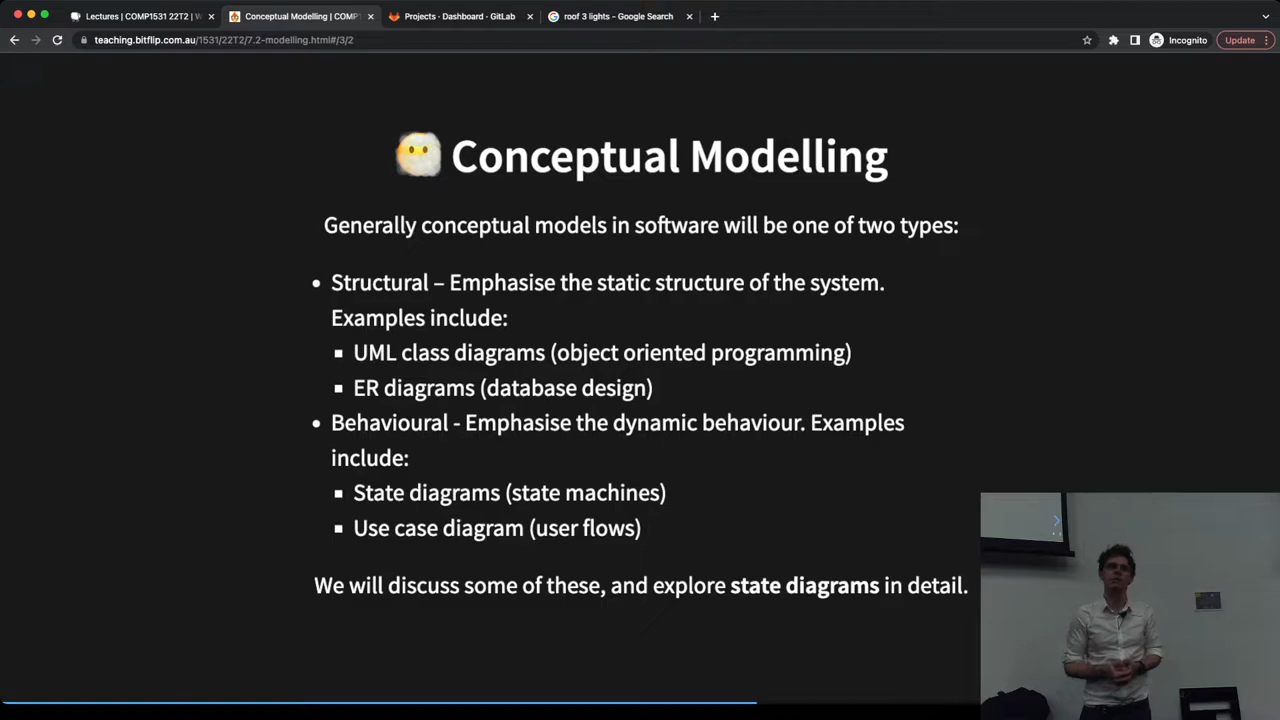 Lectures | COMP1531 22T2 | W
Conceptual Modelling | COMP1
Projects · Dashboard · GitLab
roof 3 lights - Google Search
teaching.bitflip.com.au/1531/22T2/7.2-modelling.html#/3/2
Incognito
Update
Conceptual Modelling
Generally conceptual models in software will be one of two types:
• Structural – Emphasise the static structure of the system.
Examples include:
▪ UML class diagrams (object oriented programming)
▪ ER diagrams (database design)
• Behavioural - Emphasise the dynamic behaviour. Examples
include:
▪ State diagrams (state machines)
▪ Use case diagram (user flows)
We will discuss some of these, and explore state diagrams in detail.